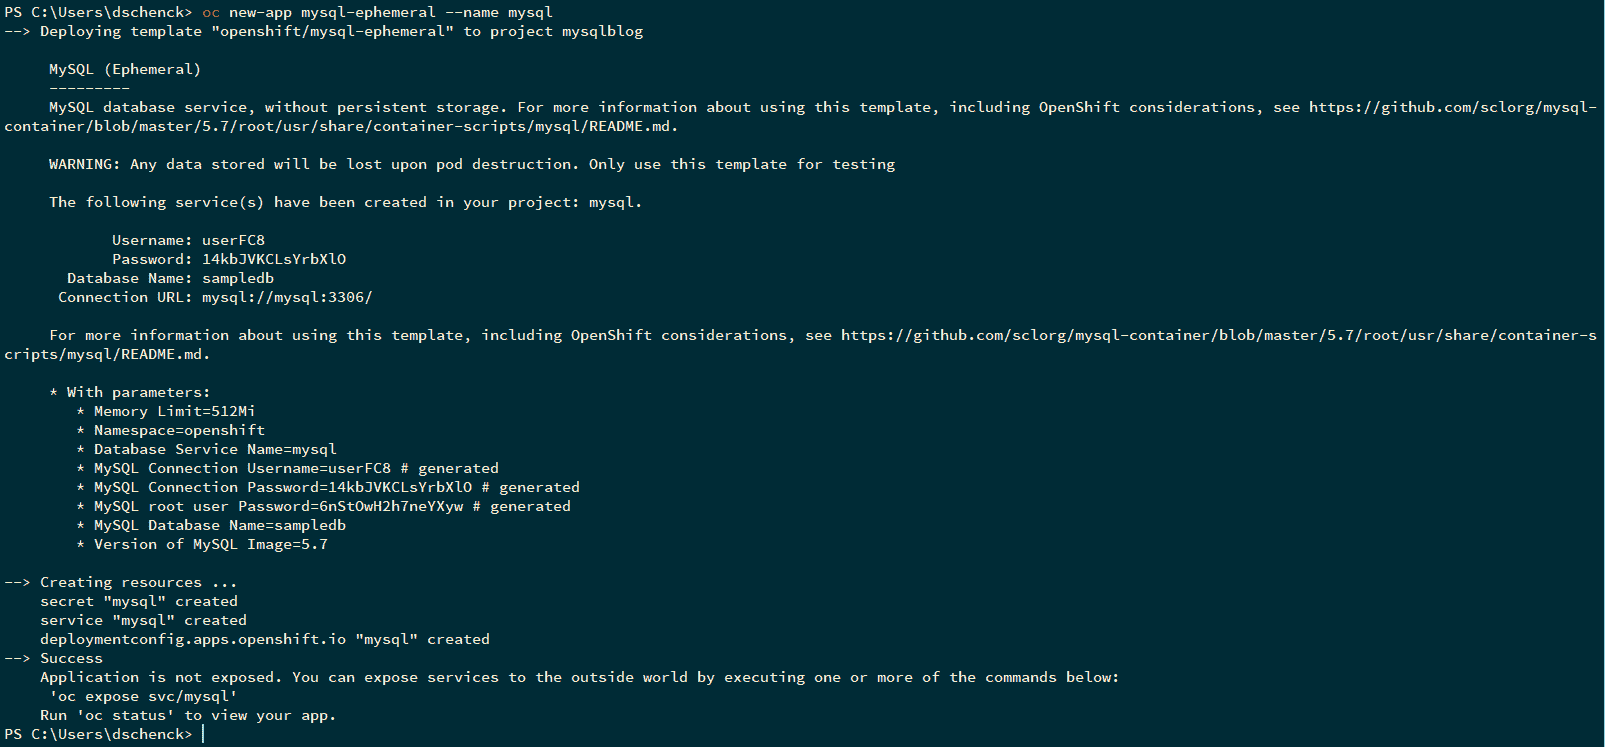 PS C:\Users\dschenck> oc new-app mysql-ephemeral --name mysql
--> Deploying template "openshift/mysql-ephemeral" to project mysqlblog
MySQL (Ephemeral)
---------
MySQL database service, without persistent storage. For more information about using this template, including OpenShift considerations, see https://github.com/sclorg/mysql-
container/blob/master/5.7/root/usr/share/container-scripts/mysql/README.md.
WARNING: Any data stored will be lost upon pod destruction. Only use this template for testing
The following service(s) have been created in your project: mysql.
Username: userFC8
Password: 14kbJVKCLsYrbXlO
Database Name: sampledb
Connection URL: mysql://mysql:3306/
For more information about using this template, including OpenShift considerations, see https://github.com/sclorg/mysql-container/blob/master/5.7/root/usr/share/container-s
cripts/mysql/README.md.
* With parameters:
* Memory Limit=512Mi
* Namespace=openshift
* Database Service Name=mysql
* MySQL Connection Username=userFC8 # generated
* MySQL Connection Password=14kbJVKCLsYrbXlO # generated
* MySQL root user Password=6nStOwH2h7neYXyw # generated
* MySQL Database Name=sampledb
* Version of MySQL Image=5.7
--> Creating resources ...
secret "mysql" created
service "mysql" created
deploymentconfig.apps.openshift.io "mysql" created
--> Success
Application is not exposed. You can expose services to the outside world by executing one or more of the commands below:
'oc expose svc/mysql'
Run 'oc status' to view your app.
PS C:\Users\dschenck>